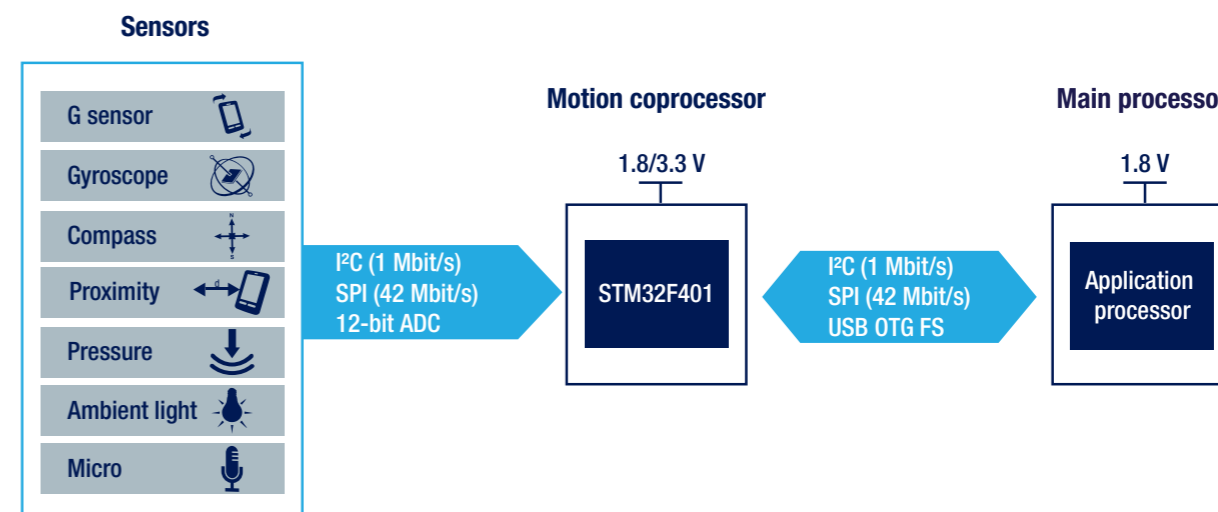 Sensors
G sensor
Gyroscope
Compass
N
S
Proximity
d
Pressure
Ambient light
Micro
I²C (1 Mbit/s)
SPI (42 Mbit/s)
12-bit ADC
Motion coprocessor
1.8/3.3 V
STM32F401
I²C (1 Mbit/s)
SPI (42 Mbit/s)
USB OTG FS
Main processo
1.8 V
Application
processor